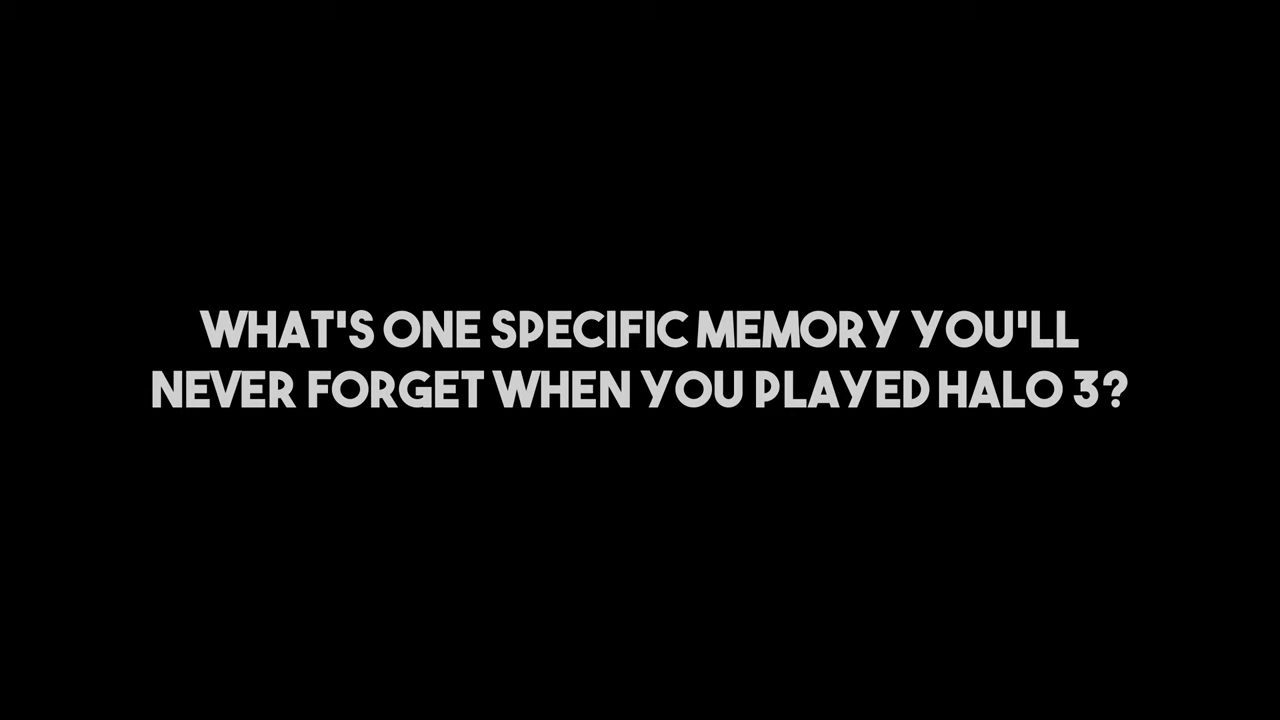 WHAT'S ONE SPECIFIC MEMORY YOU'LL
NEVER FORGET WHEN YOU PLAYED HALO 3?